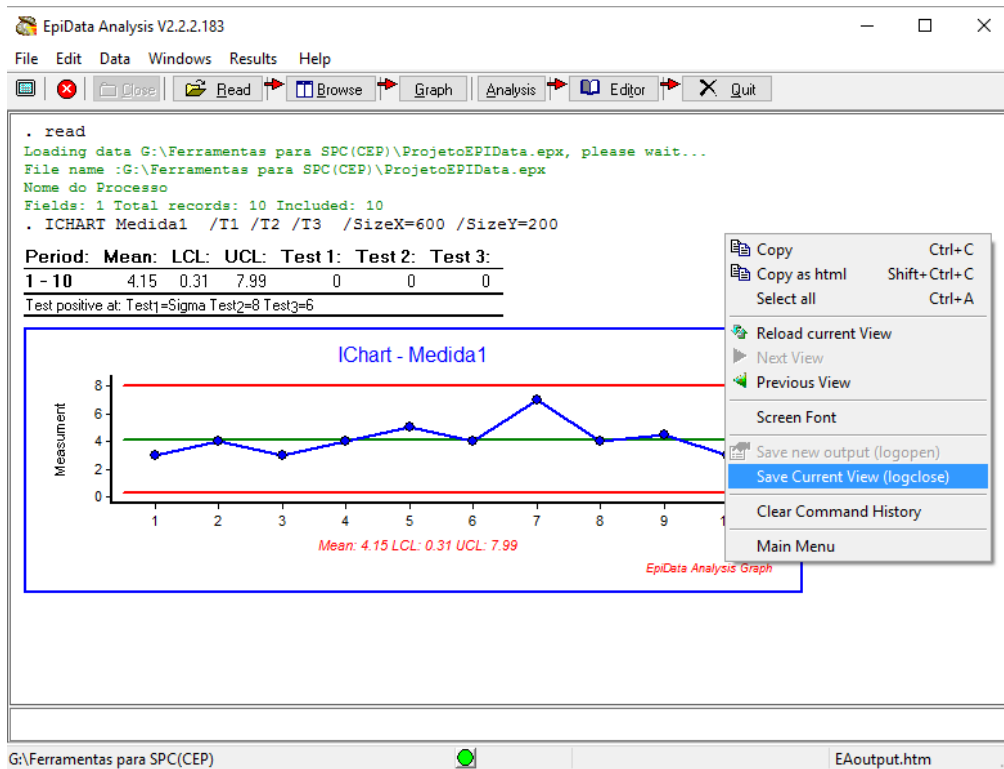 EpiData Analysis V2.2.2.183
File Edit Data Windows Results Help
Close Read Browse Graph Analysis Editor Quit
. read
Loading data G:\Ferramentas para SPC(CEP)\ProjetoEPIData.epx, please wait...
File name :G:\Ferramentas para SPC(CEP)\ProjetoEPIData.epx
Nome do Processo
Fields: 1 Total records: 10 Included: 10
. ICHART Medida1 /T1 /T2 /T3 /SizeX=600 /SizeY=200
Period: Mean: LCL: UCL: Test 1: Test 2: Test 3:
1 - 10 4.15 0.31 7.99 0 0 0
Test positive at: Test1=Sigma Test2=8 Test3=6
IChart - Medida1
Measument
8
6
4
2
0
1 2 3 4 5 6 7 8 9 1
Mean: 4.15 LCL: 0.31 UCL: 7.99
EpiData Analysis Graph
Copy Ctrl+C
Copy as html Shift+Ctrl+C
Select all Ctrl+A
Reload current View
Next View
Previous View
Screen Font
Save new output (logopen)
Save Current View (logclose)
Clear Command History
Main Menu
G:\Ferramentas para SPC(CEP) EAoutput.htm